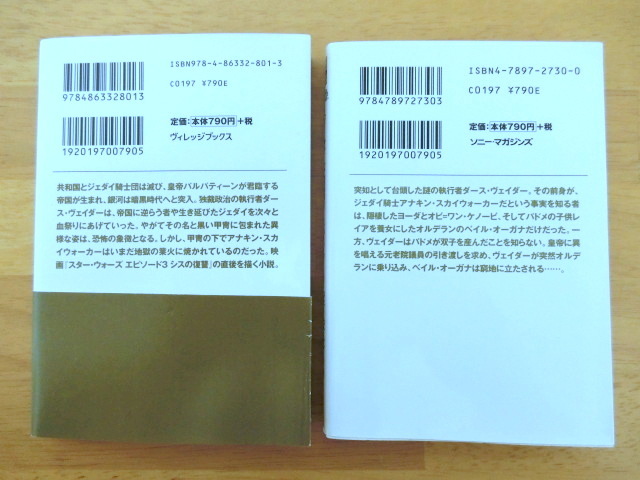 ISBN978-4-86332-801-3
C0197 ¥790E
9784863328013
定価:本体790円+税
ヴィレッジブックス
1920197007905
共和国とジェダイ騎士団は滅び、皇帝パルパティーンが君臨する
帝国が生まれ、銀河は暗黒時代へと突入。独裁政治の執行者ダー
ス・ヴェイダーは、帝国に逆らう者や生き延びたジェダイを次々と
血祭りにあげていった。やがてその名と黒い甲冑に包まれた異
様な姿は、恐怖の象徴となる。しかし、甲冑の下でアナキン・スカ
イウォーカーはいまだ地獄の業火に焼かれているのだった。映
画『スター・ウォーズ エピソード3 シスの復讐』の直後を描く小説。
ISBN4-7897-2730-0
C0197 ¥790E
9784789727303
定価:本体790円+税
ソニー・マガジンズ
1920197007905
突如として台頭した謎の執行者ダース・ヴェイダー。その前身が、
ジェダイ騎士アナキン・スカイウォーカーだという事実を知る者
は、隠棲したヨーダとオビ=ワン・ケノービ、そしてパドメの子供
レイアを養女にしたオルデランのベイル・オーガナだけだった。一
方、ヴェイダーはパドメが双子を産んだことを知らない。皇帝に異
を唱える元老院議員の引き渡しを求め、ヴェイダーが突然オルデ
ランに乗り込み、ベイル・オーガナは窮地に立たされる……。